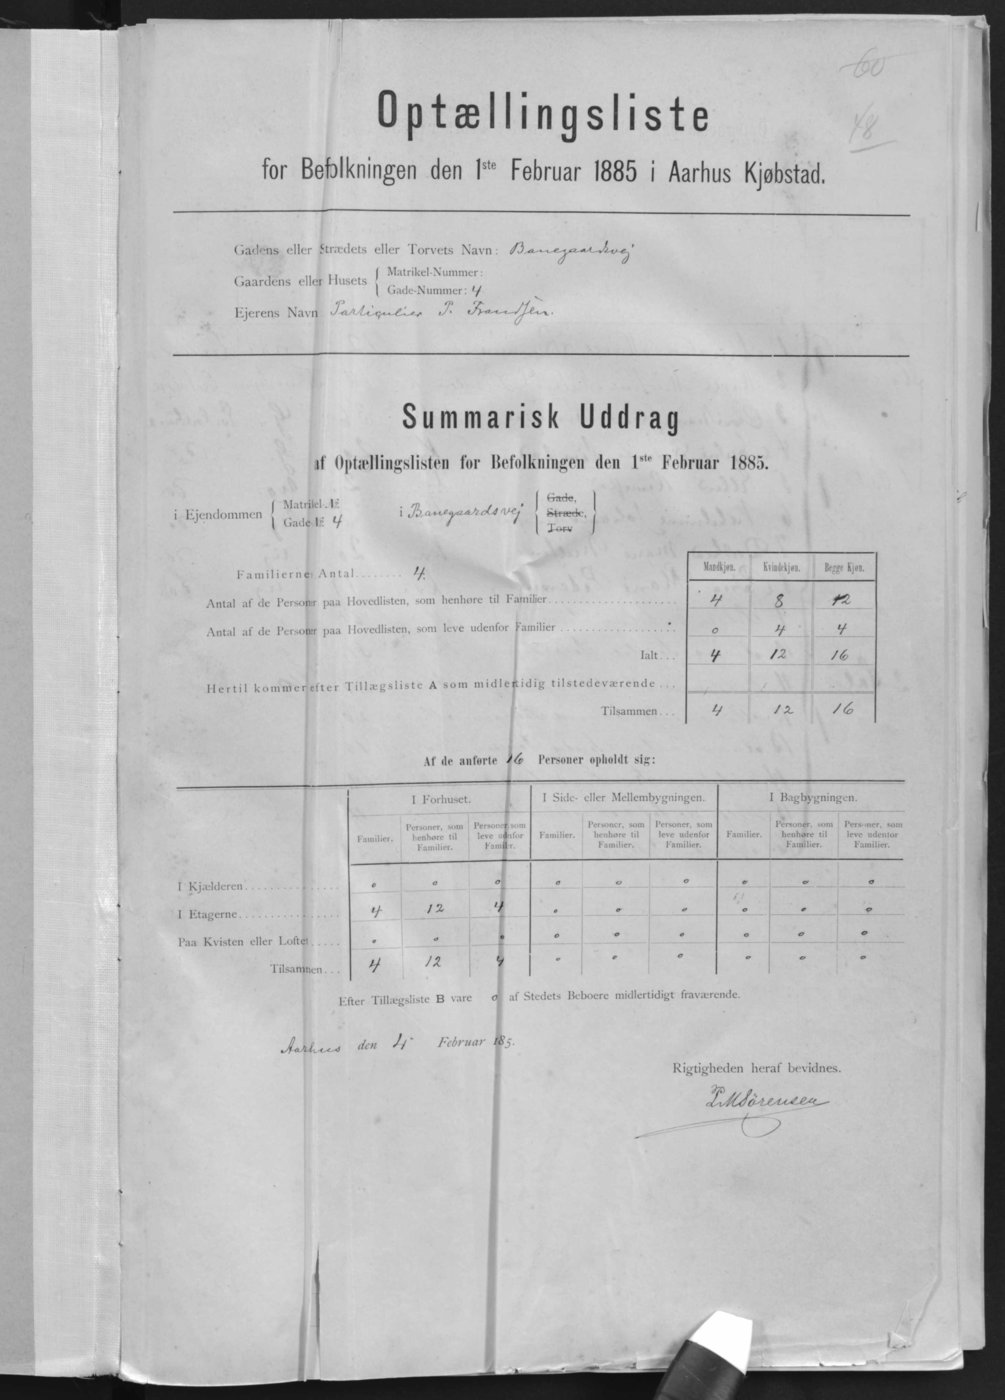 60
48
Optællingsliste
for Befolkningen den 1ste Februar 1885 i Aarhus Kjøbstad.
Gadens eller Strædets eller Torvets Navn: Banegaardsvej
Gaardens eller Husets { Matrikel-Nummer:
Gade-Nummer: 4
Ejerens Navn Partiqulier P. Frandsen.
Summarisk Uddrag
af Optællingslisten for Befolkningen den 1ste Februar 1885.
i Ejendommen { Matrikel № i Banegaardsvej { Gade,
Gade № 4 Stræde,
Torv }
Mandkjøn. Kvindekjøn. Begge Kjøn.
Familiernes Antal........ 4.
Antal af de Personer paa Hovedlisten, som henhøre til Familier 4 8 12
Antal af de Personer paa Hovedlisten, som leve udenfor Familier 0 4 4
Ialt... 4 12 16
Hertil kommer efter Tillægsliste A som midlertidig tilstedeværende...
Tilsammen... 4 12 16
Af de anførte 16 Personer opholdt sig:
I Forhuset. I Side- eller Mellembygningen. I Bagbygningen.
Familier. Personer, som henhøre til Familier. Personer som leve udenfor Familier. Familier. Personer, som henhøre til Familier. Personer, som leve udenfor Familier. Familier. Personer, som henhøre til Familier. Personer, som leve udenfor Familier.
I Kjælderen 0 0 0 0 0 0 0 0 0
I Etagerne 4 12 4 0 0 0 0 0 0
Paa Kvisten eller Loftet 0 0 0 0 0 0 0 0 0
Tilsammen... 4 12 4 0 0 0 0 0 0
Efter Tillægsliste B vare 0 af Stedets Beboere midlertidigt fraværende.
Aarhus den 4 Februar 185.
Rigtigheden heraf bevidnes.
P.M. Sørensen